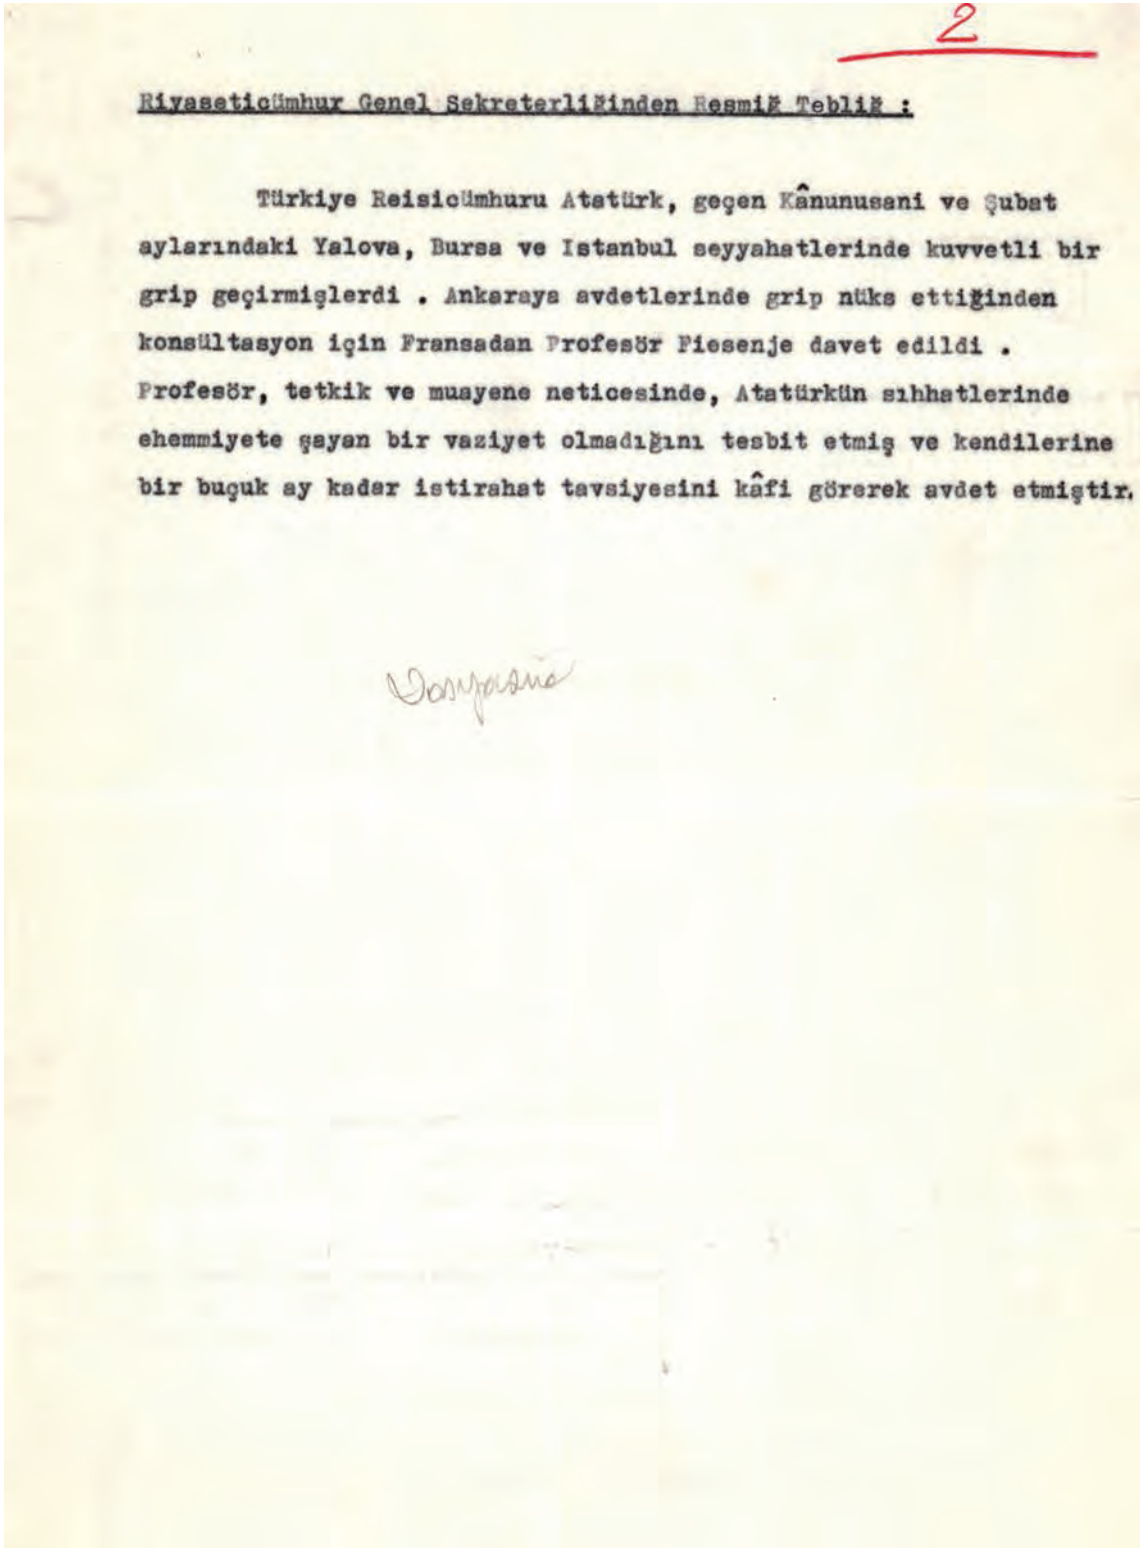 2
Riyaseticümhur Genel Sekreterliğinden Resmiğ Tebliğ :
Türkiye Reisicümhuru Atatürk, geçen Kânunusani ve Şubat
aylarındaki Yalova, Bursa ve Istanbul seyyahatlerinde kuvvetli bir
grip geçirmişlerdi . Ankaraya avdetlerinde grip nüks ettiğinden
konsültasyon için Fransadan Profesör Fiesenje davet edildi .
Profesör, tetkik ve muayene neticesinde, Atatürkün sıhhatlerinde
ehemmiyete şayan bir vaziyet olmadığını tesbit etmiş ve kendilerine
bir buçuk ay kadar istirahat tavsiyesini kâfi görerek avdet etmiştir.
Dosyasına